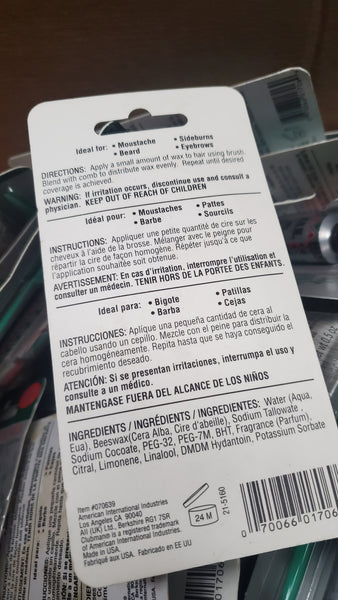 Ideal for: • Moustache • Sideburns
• Beard • Eyebrows
DIRECTIONS: Apply a small amount of wax to hair using brush.
Blend with comb to distribute wax evenly. Repeat until desired
coverage is achieved.
WARNING: If irritation occurs, discontinue use and consult a
physician. KEEP OUT OF REACH OF CHILDREN
Idéal pour: • Moustaches • Pattes
• Barbe • Sourcils
INSTRUCTIONS: Appliquer une petite quantité de cire sur les
cheveux à l'aide de la brosse. Mélanger avec le peigne pour
répartir la cire de façon homogène. Répéter jusqu'à ce que
l'application souhaitée soit obtenue.
AVERTISSEMENT: En cas d'irritation, interrompre l'utilisation et
consulter un médecin. TENIR HORS DE LA PORTEE DES ENFANTS.
Ideal para: • Bigote • Patillas
• Barba • Cejas
INSTRUCCIONES: Aplique una pequeña cantidad de cera al
cabello usando un cepillo. Mezcle con el peine para distribuir la
cera homogéneamente. Repita hasta que se haya conseguido el
recubrimiento deseado.
ATENCIÓN: Si se presentan irritaciones, interrumpa el uso y
consulte a un médico.
MANTENGASE FUERA DEL ALCANCE DE LOS NIÑOS
INGREDIENTS / INGRÉDIENTS / INGREDIENTES: Water (Aqua,
Eua), Beeswax(Cera Alba, Cire d'abeille), Sodium Tallowate,
Sodium Cocoate, PEG-32, PEG-7M, BHT, Fragrance (Parfum),
Citral, Limonene, Linalool, DMDM Hydantoin, Potassium Sorbate
Item #070639
American International Industries
Los Angeles CA 90040
AII (UK) Ltd., Berkshire RG1 7SR
Clubman® is a registered trademark
of American International Industries.
Made in USA.
Fabriqué aux USA. Fabricado en EE UU
24 M
21-5160
0 70066 01706